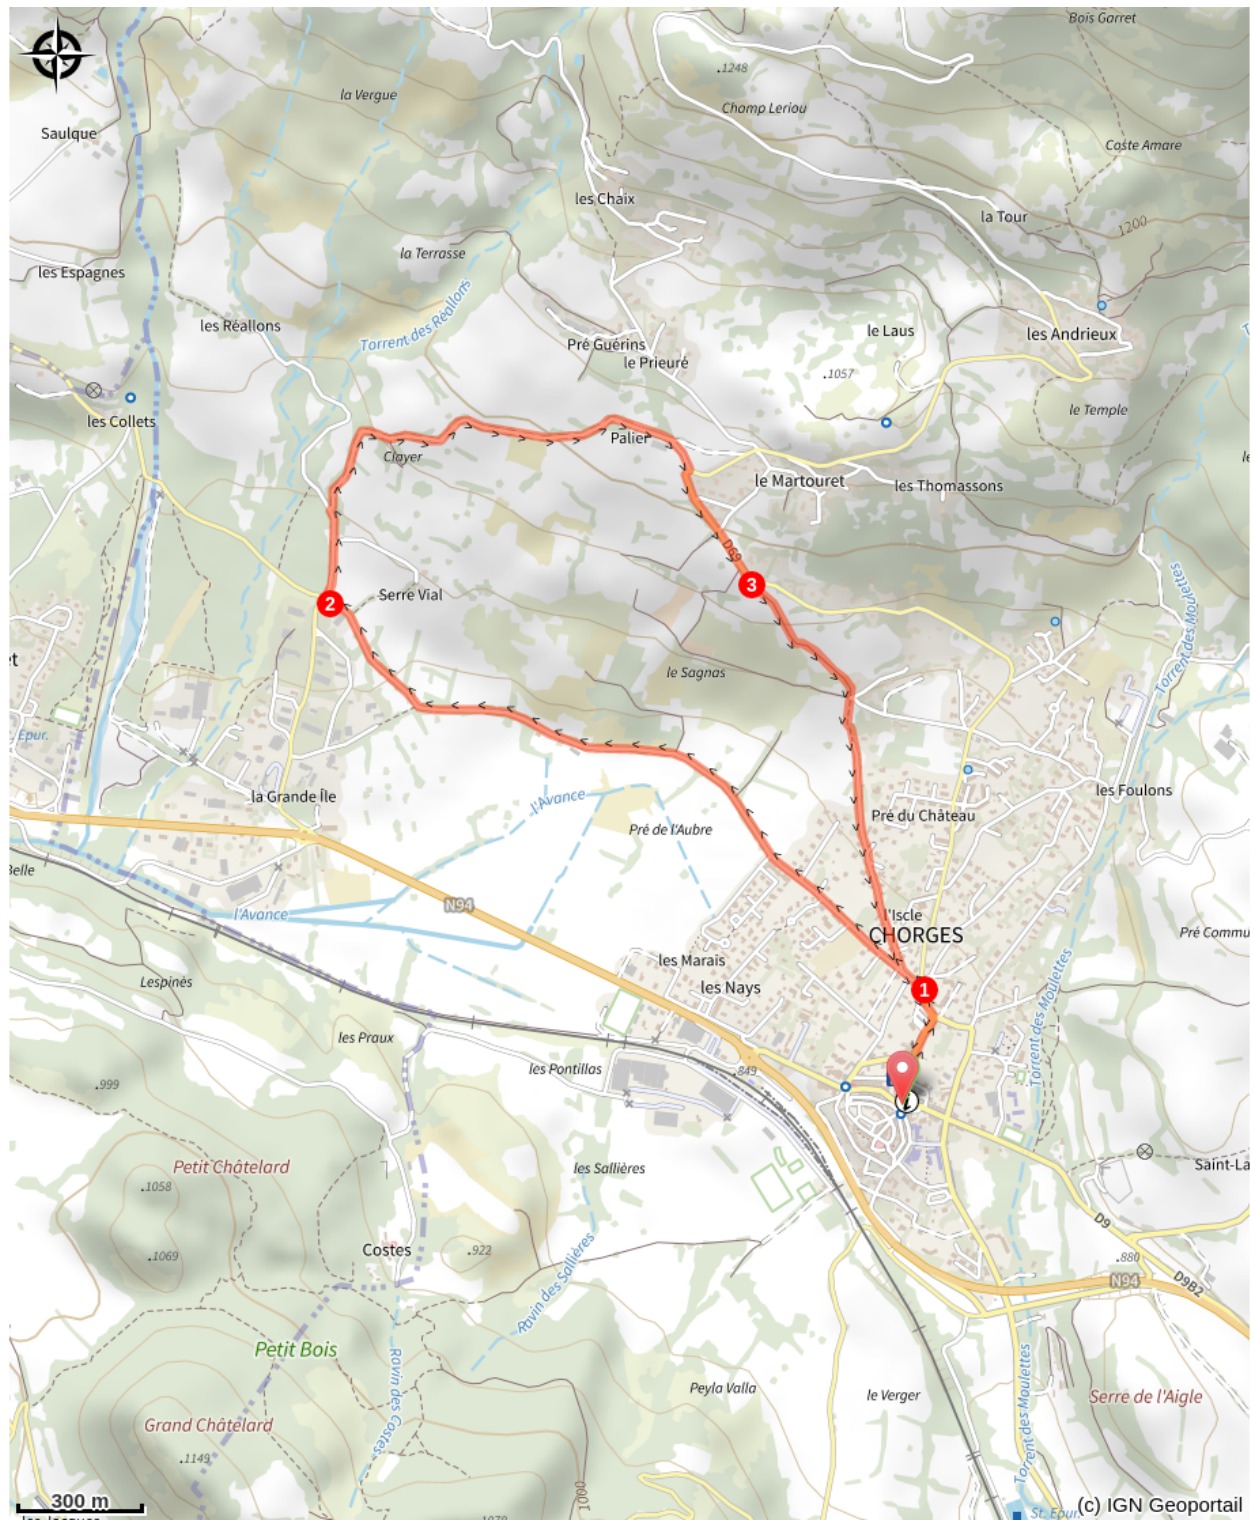 Bois Garret
.1248
la Vergue
Champ Leriou
Saulque
Coste Amare
les Chaix
la Tour
1200
la Terrasse
les Espagnes
Torrent des Réallons
les Réallons
le Laus
les Andrieux
Pré Guérins
le Prieuré
.1057
le Temple
les Collets
Palier
Clayer
le Martouret
les Thomassons
D69
3
2
Serre Vial
Torrent des Moulettes
le Sagnas
Epur.
la Grande Île
l'Avance
les Foulons
Pré du Château
Pré de l'Aubre
Belle
N94
l'Avance
l'Iscle
CHORGES
Pré Commu
les Marais
Lespinès
les Nays
1
Torrent des Moulettes
les Praux
les Pontillas
.849
.999
Petit Châtelard
les Sallières
Saint-La
.1058
D9
.1069
Costes
.922
.880
N94
D9B2
Ravin des Sallières
Petit Bois
Ravin des Costes
Peyla Valla
le Verger
Serre de l'Aigle
Torrent des Moulettes
Grand Châtelard
.1149
1000
300 m
(c) IGN Geoportail
St. Epur.